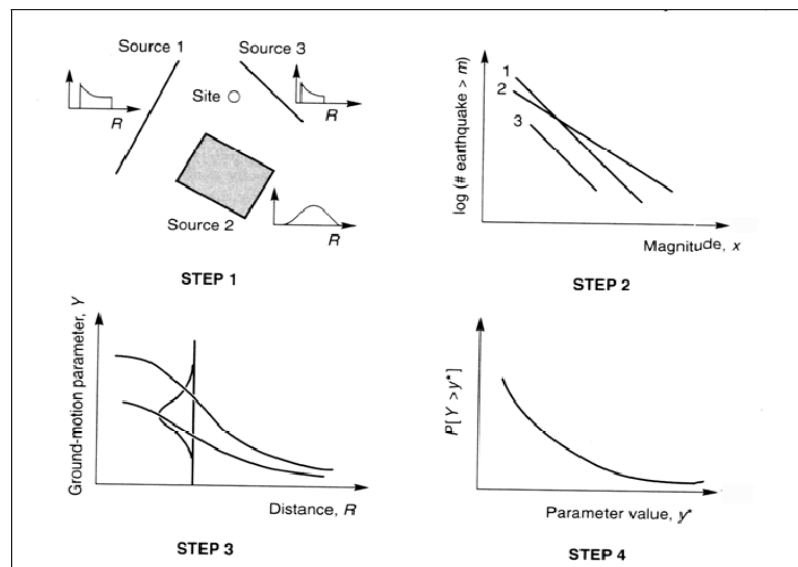 Source 1
Source 3
Site
R
R
Source 2
R
STEP 1
log (# earthquake > m)
1
2
3
Magnitude, x
STEP 2
Ground-motion parameter, Y
Distance, R
STEP 3
P[Y > y*]
Parameter value, y*
STEP 4